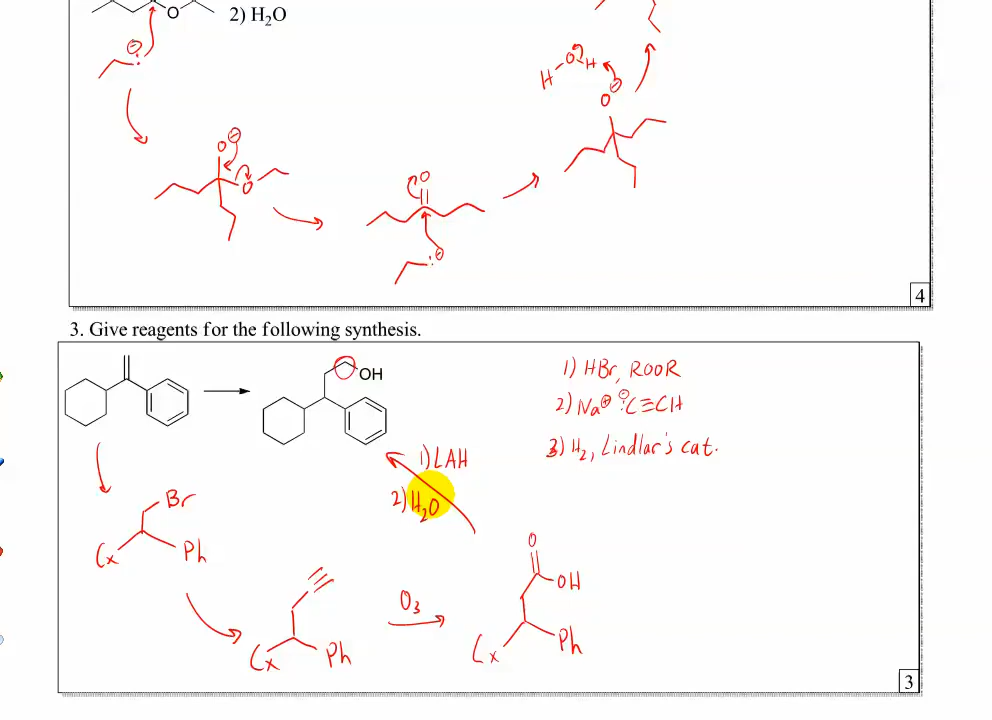 O
2) H₂O
⊖
:
H-O-H
O⊖
O⊖
O
O
:⊖
4
3. Give reagents for the following synthesis.
OH
1) HBr, ROOR
2) Na⊕ ⊖:C≡CH
3) H₂, Lindlar's cat.
1) LAH
2) H₂O
Br
Cx Ph
O₃
O
OH
Cx Ph
Cx Ph
3